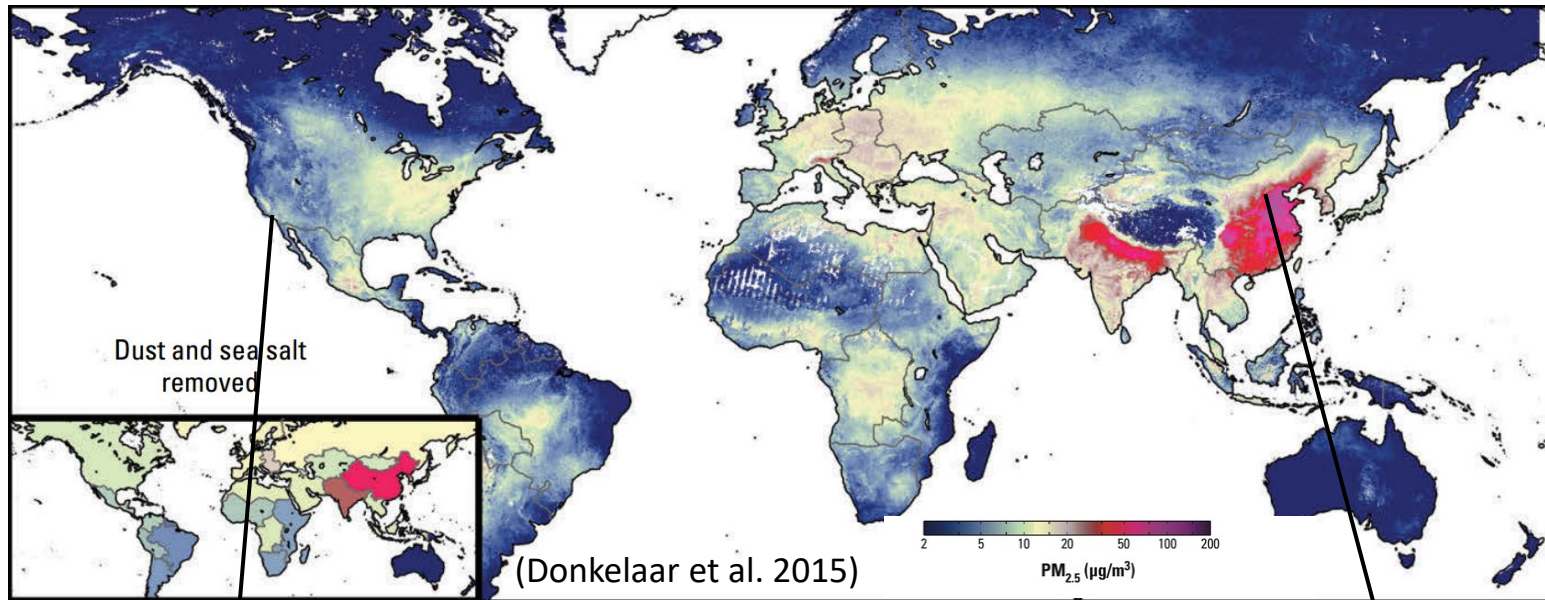 Dust and sea salt
removed
(Donkelaar et al. 2015)
2 5 10 20 50 100 200
PM2.5 (µg/m³)